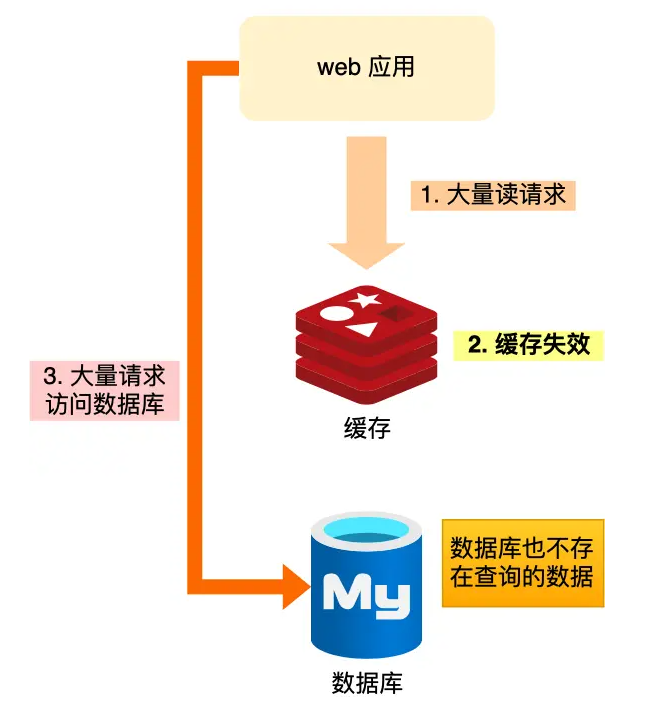 web 应用
1. 大量读请求
2. 缓存失效
3. 大量请求
访问数据库
缓存
数据库也不存
在查询的数据
My
数据库